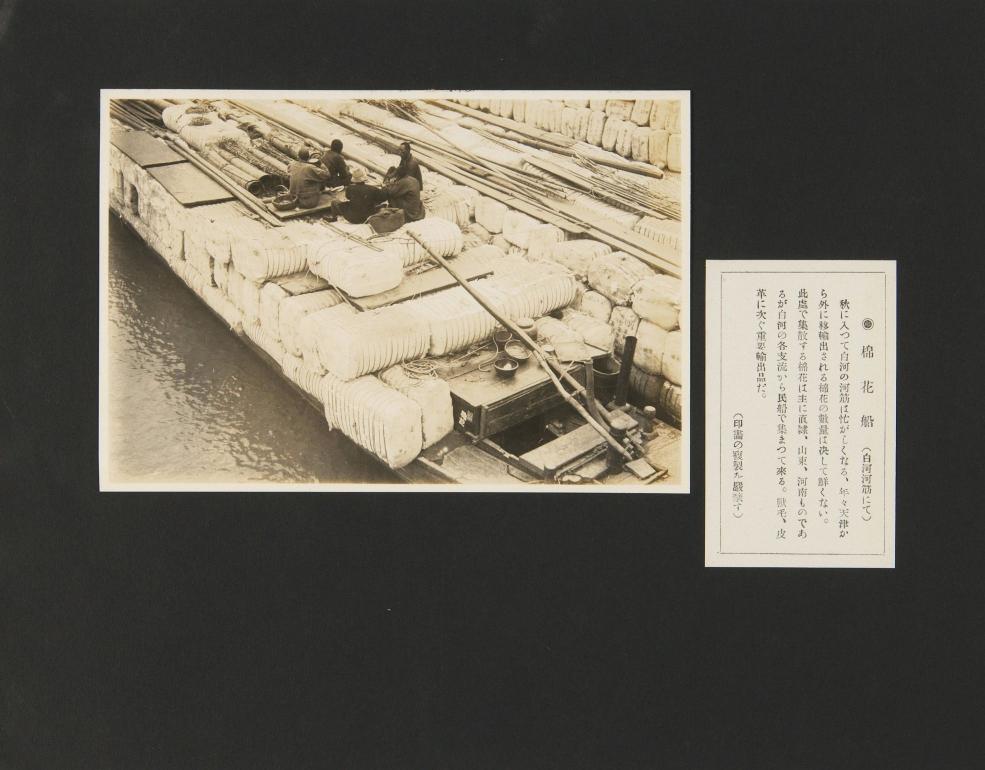 ◉ 棉花船（白河河筋にて）
秋に入つて白河の河筋は忙がしくなる、年々天津か
ら外に移輸出される棉花の數量は决して鮮くない。
此處で集散する棉花は主に直隷、山東、河南ものであ
るが白河の各支流から民船で集まつて來る。獸毛、皮
革に次ぐ重要輸出品だ。
（印畵の複製ヲ嚴禁す）